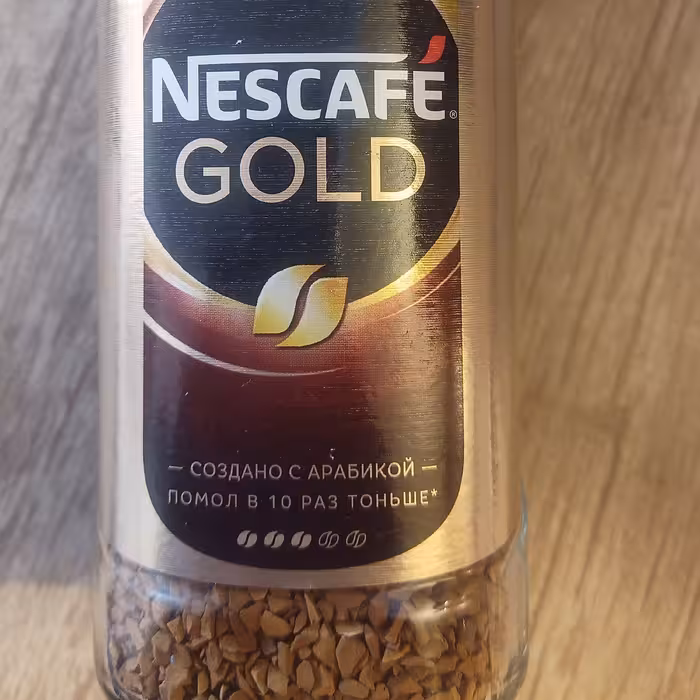 NESCAFÉ®
GOLD
— СОЗДАНО С АРАБИКОЙ —
ПОМОЛ В 10 РАЗ ТОНЬШЕ*